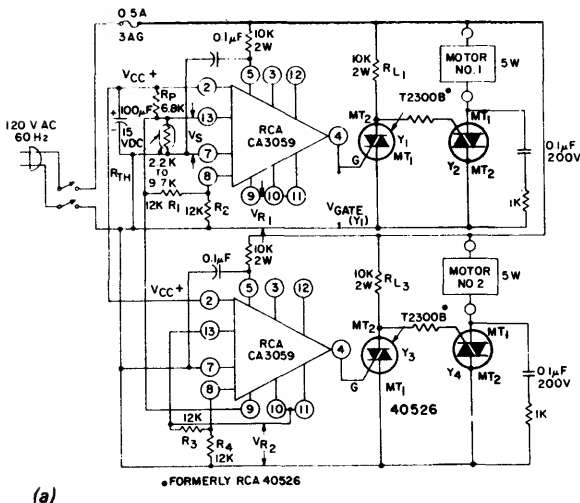 0 5A
3AG
0.1µF
10K
2W
5
3
12
10K
2W
RL1
MOTOR
NO. 1
5W
T2300B•
VCC +
2
RP
6.8K
100µF
13
15
VDC
VS
7
2.2K
TO
9 7K
8
RTH
RCA
CA3059
4
MT2
Y1
MT1
G
MT1
Y2
MT2
0 1µF
200V
1K
120 V AC
60 Hz
12K R1
12K
R2
9
10
11
VR1
VGATE
(Y1)
0.1µF
10K
2W
5
3
12
10K
2W
RL3
MOTOR
NO 2
5W
T2300B•
VCC+
2
13
7
8
RCA
CA3059
4
MT2
Y3
MT1
G
MT1
Y4
MT2
0 1µF
200V
1K
9
10
11
40526
12K
R3
R4
12K
VR2
•FORMERLY RCA 40526
(a)